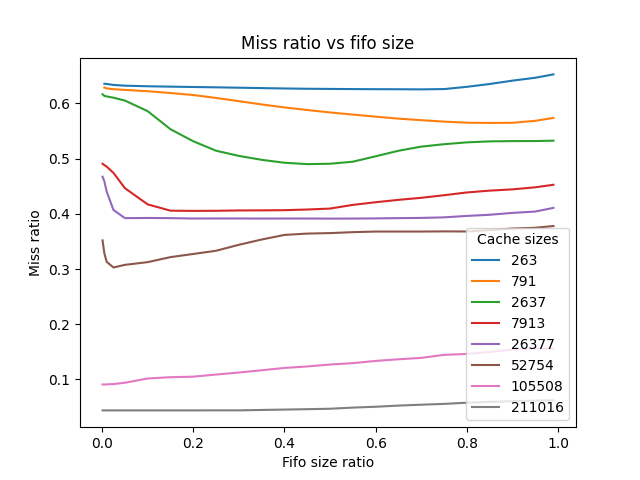 Miss ratio vs fifo size
Miss ratio
0.6
0.5
0.4
0.3
0.2
0.1
Cache sizes
263
791
2637
7913
26377
52754
105508
211016
0.0 0.2 0.4 0.6 0.8 1.0
Fifo size ratio